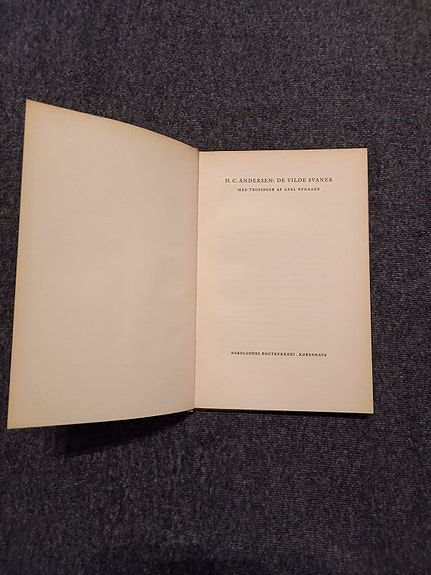 H. C. ANDERSEN: DE VILDE SVANER
MED TEGNINGER AF AXEL NYGAARD
NORDLUNDES BOGTRYKKERI · KØBENHAVN